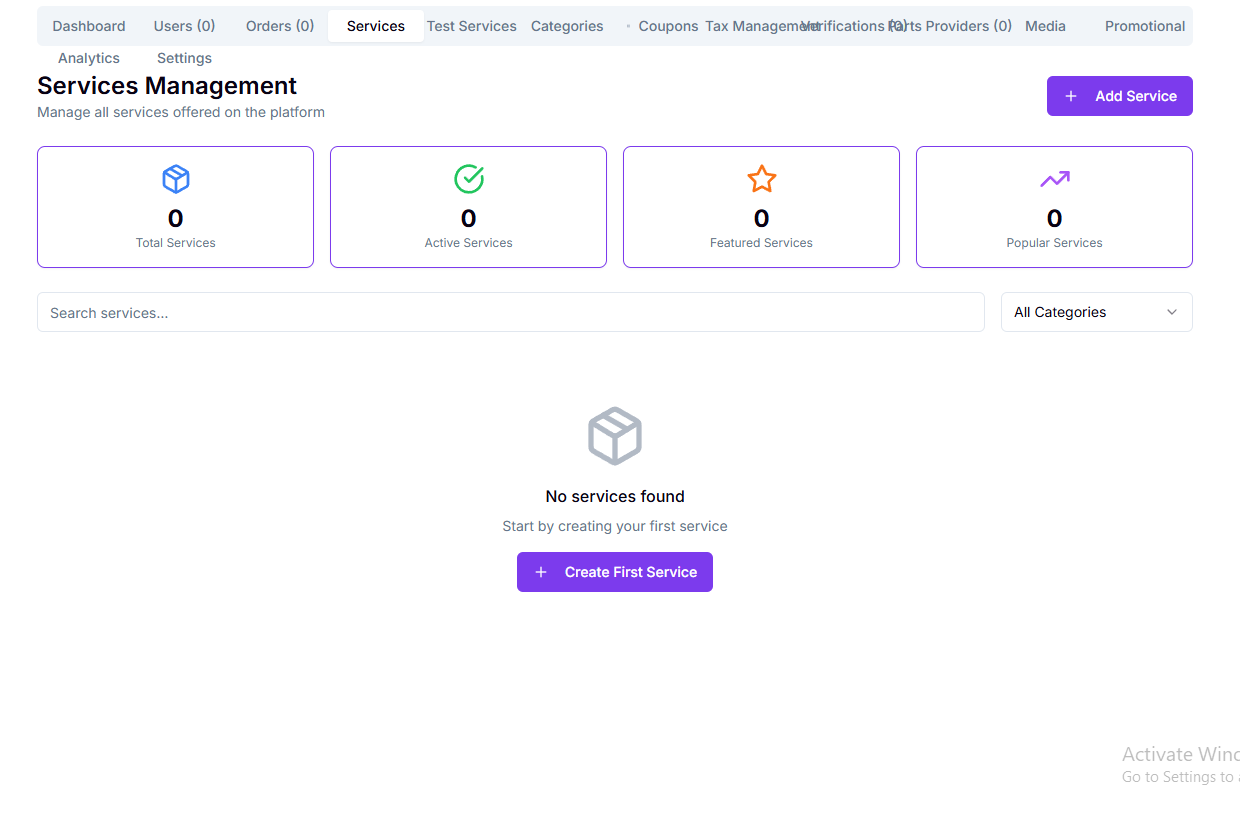 Dashboard Users (0) Orders (0) Services Test Services Categories Coupons Tax Management Verifications (0) Parts Providers (0) Media Promotional
Analytics Settings
Services Management
Manage all services offered on the platform
+ Add Service
0 0 0 0
Total Services Active Services Featured Services Popular Services
Search services... All Categories
No services found
Start by creating your first service
+ Create First Service
Activate Wind
Go to Settings to a